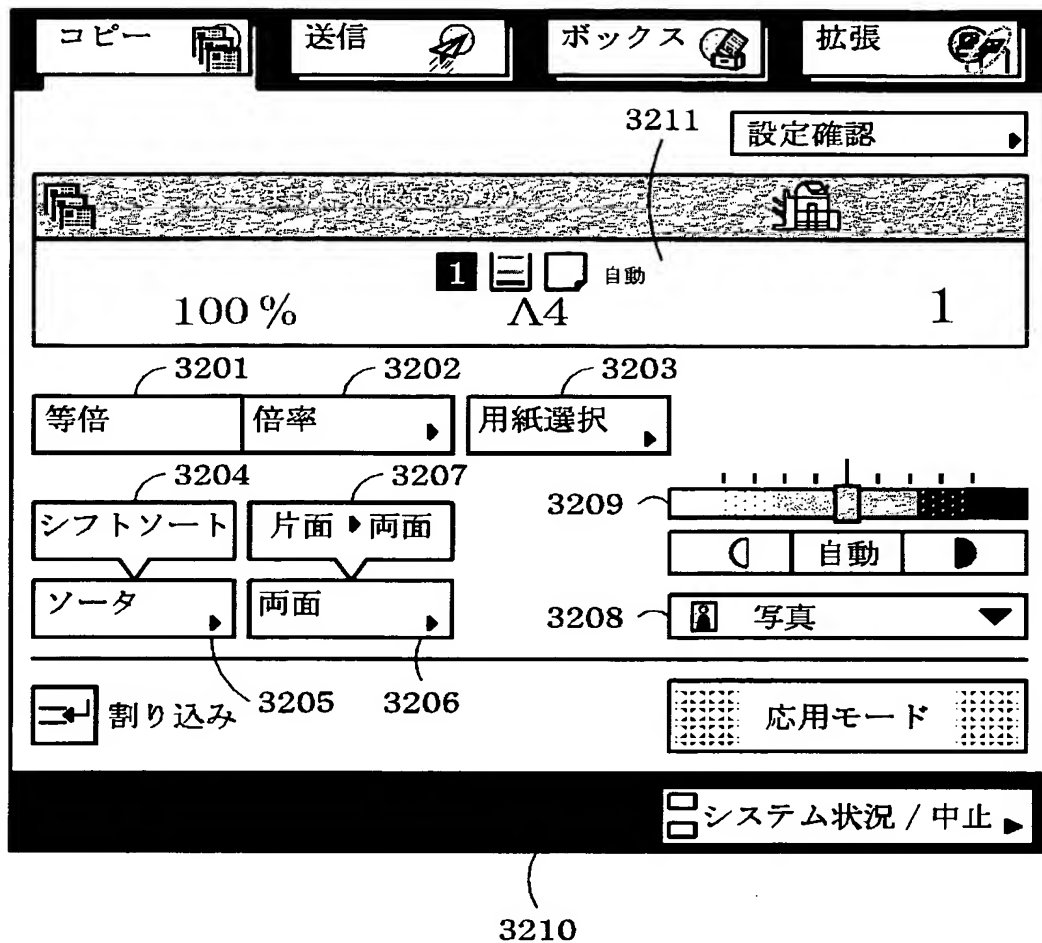 コピー 送信 ボックス 拡張
3211 設定確認
1 自動
100% A4 1
3201 3202 3203
等倍 倍率 用紙選択
3204 3207
シフトソート 片面▶両面 3209
自動
ソータ 両面 3208 写真
割り込み 3205 3206 応用モード
システム状況 / 中止
3210